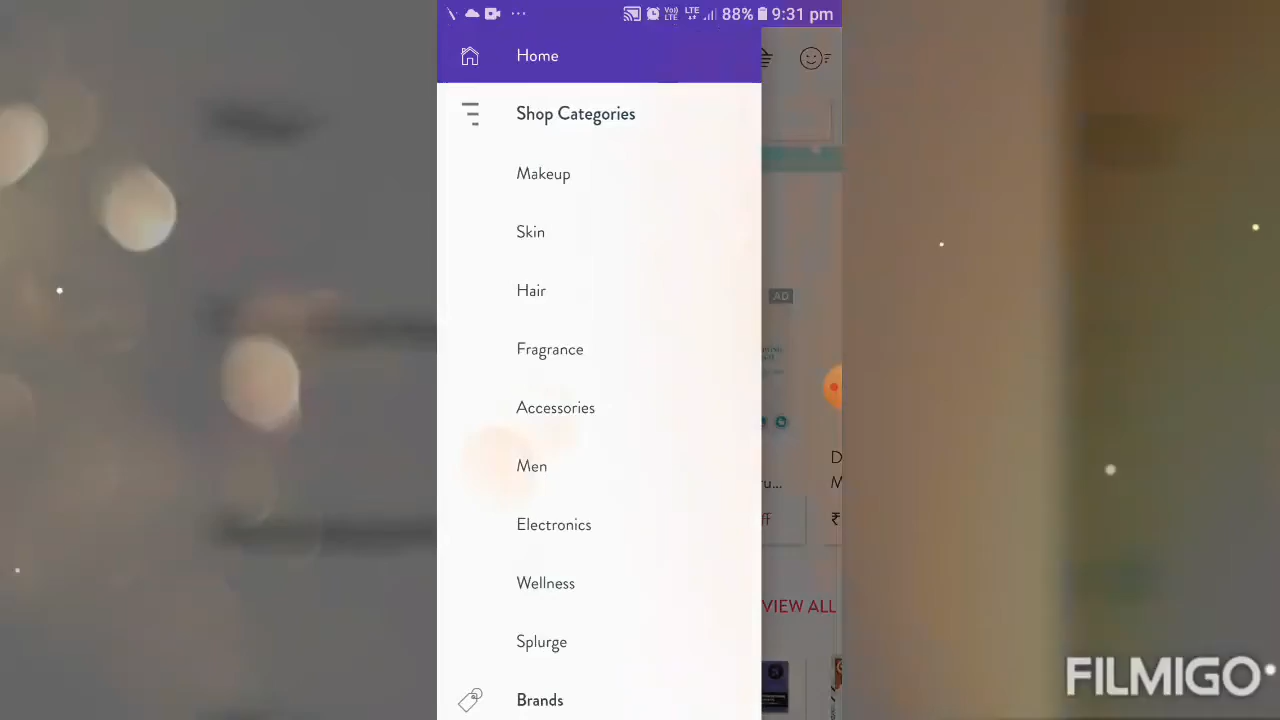 88% 9:31 pm
Home
Shop Categories
Makeup
Skin
Hair
Fragrance
Accessories
Men
Electronics
Wellness
Splurge
Brands
AD
VIEW ALL
FILMIGO